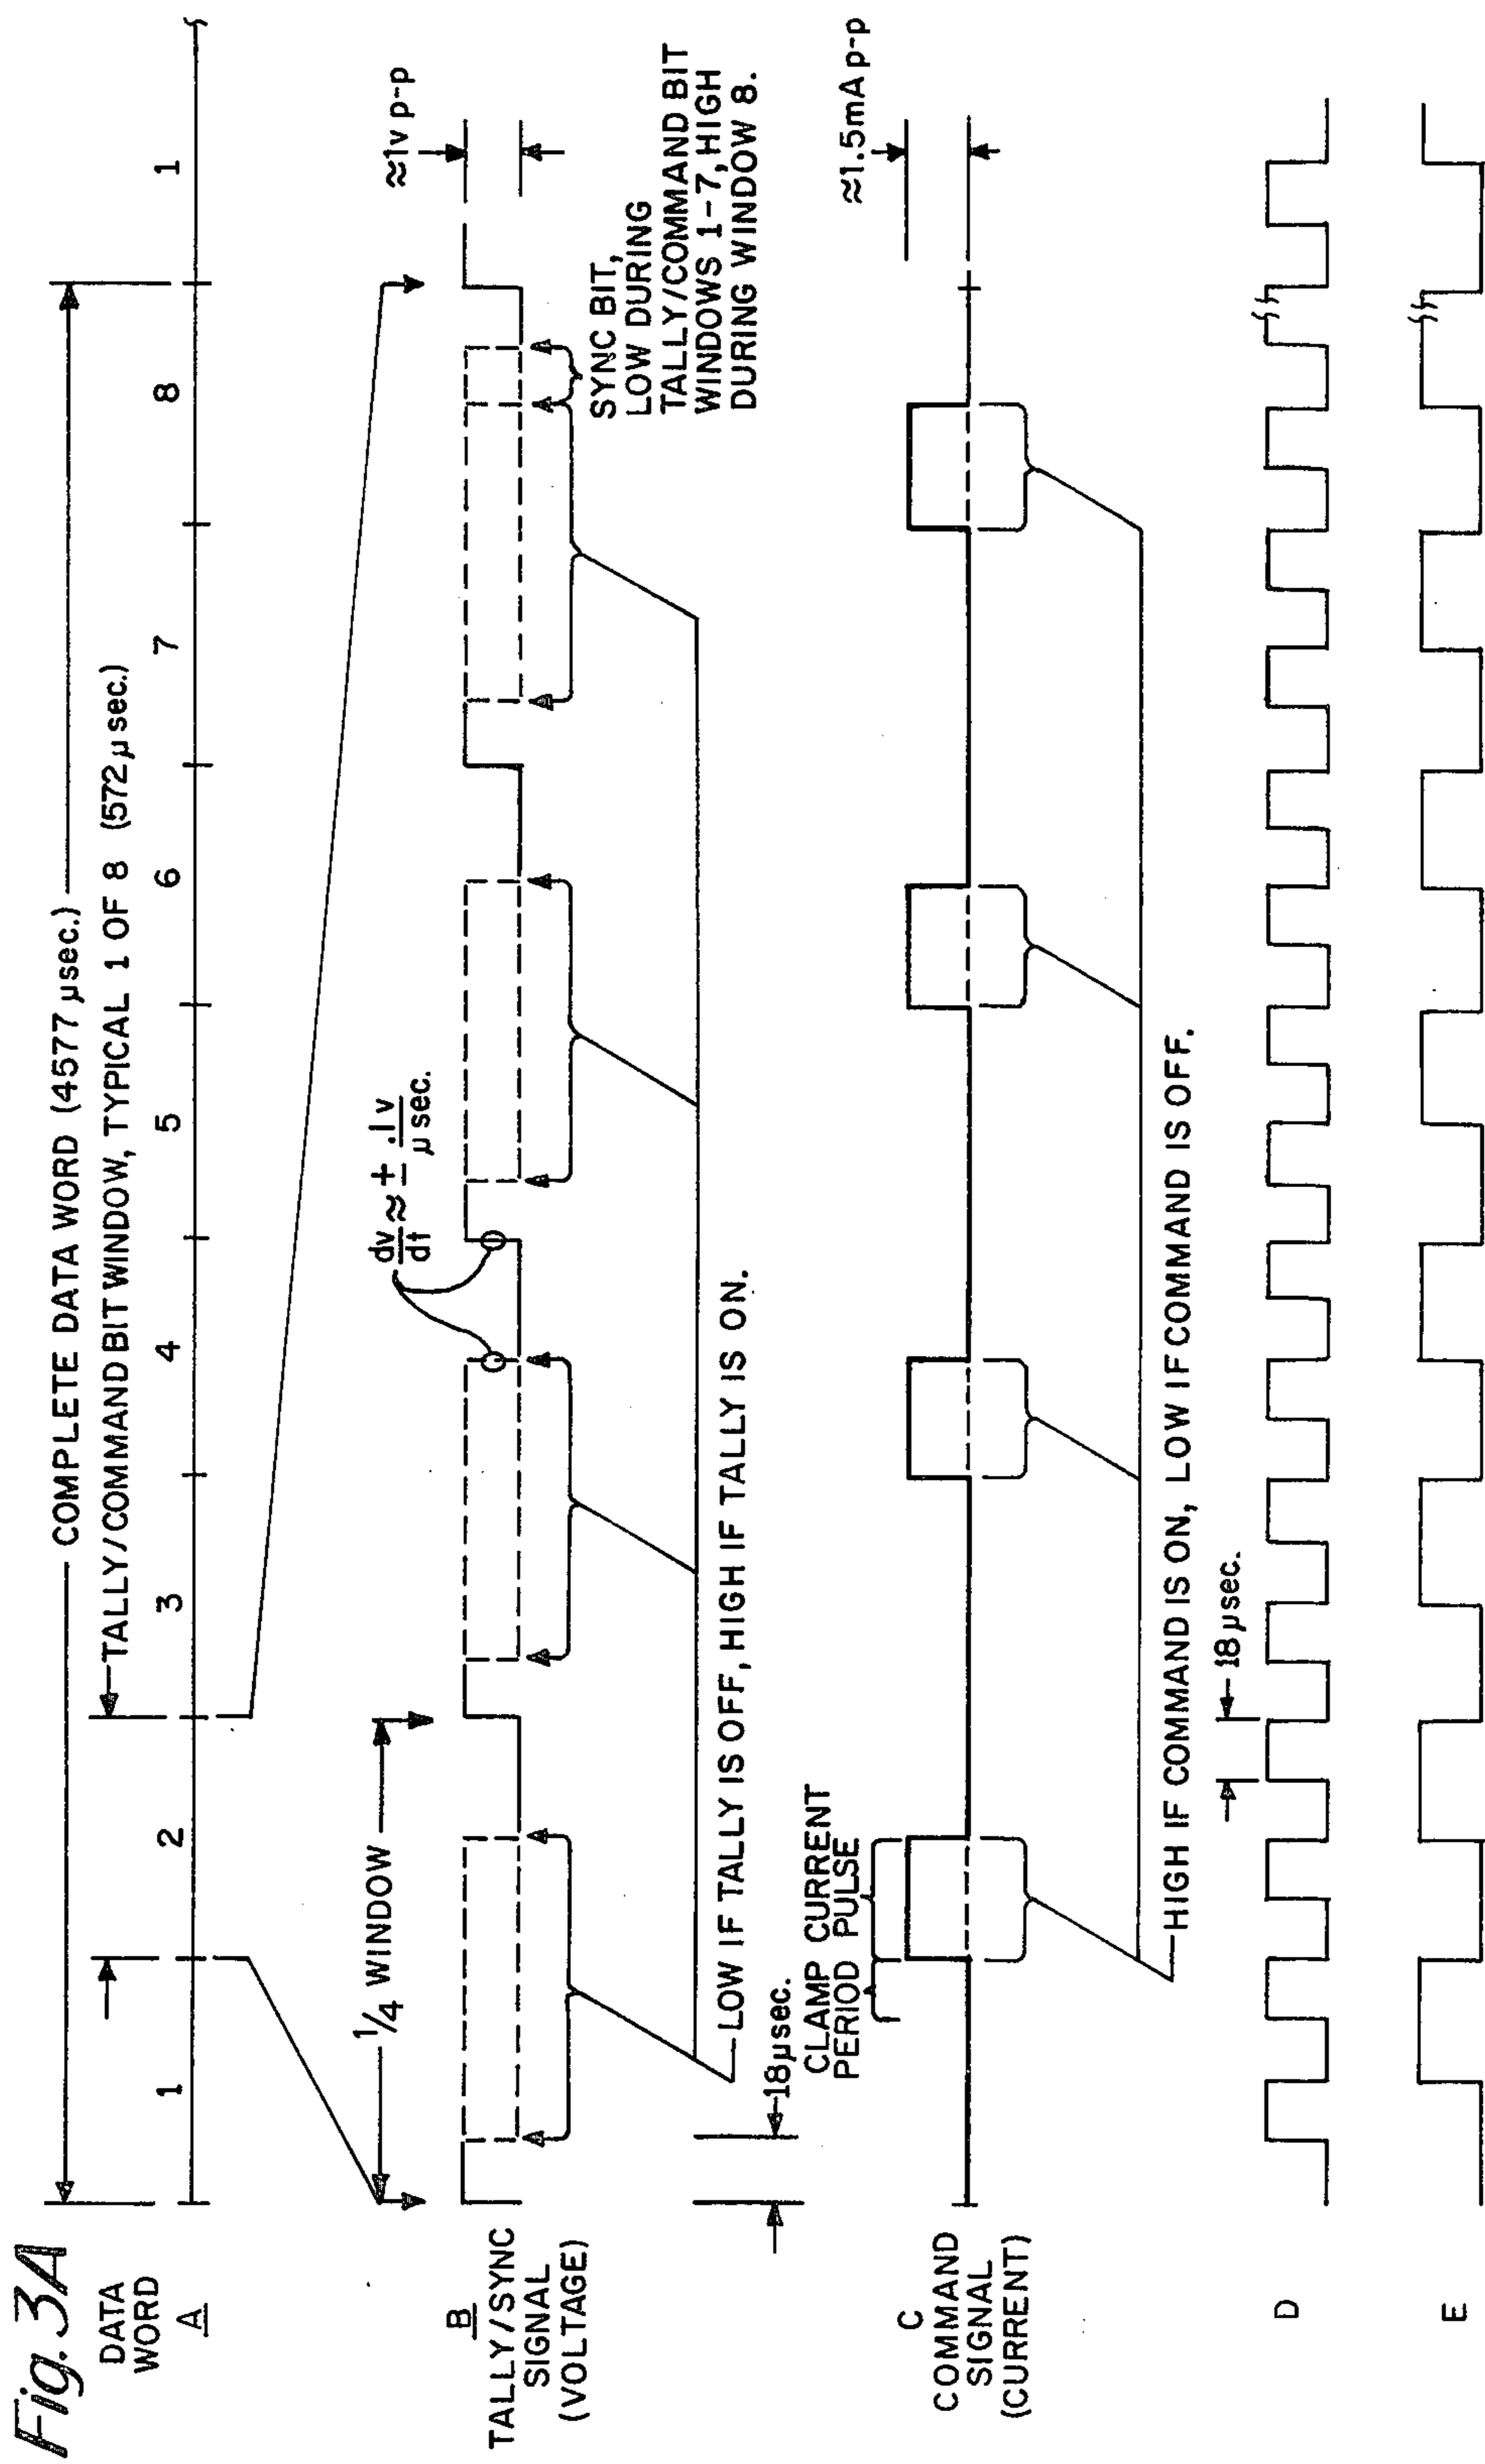 Fig. 3A
DATA
WORD
A
COMPLETE DATA WORD (4577 μsec.)
TALLY/COMMAND BIT WINDOW, TYPICAL 1 OF 8 (572 μsec.)
1 2 3 4 5 6 7 8 1
1/4 WINDOW
B
TALLY/SYNC
SIGNAL
(VOLTAGE)
dv/dt ≈ ± .1v/μsec.
≈1v p-p
SYNC BIT,
LOW DURING
TALLY/COMMAND BIT
WINDOWS 1-7, HIGH
DURING WINDOW 8.
LOW IF TALLY IS OFF, HIGH IF TALLY IS ON.
18μsec.
CLAMP CURRENT
PERIOD PULSE
C
COMMAND
SIGNAL
(CURRENT)
≈1.5mA p-p
HIGH IF COMMAND IS ON, LOW IF COMMAND IS OFF.
18μsec.
D
E